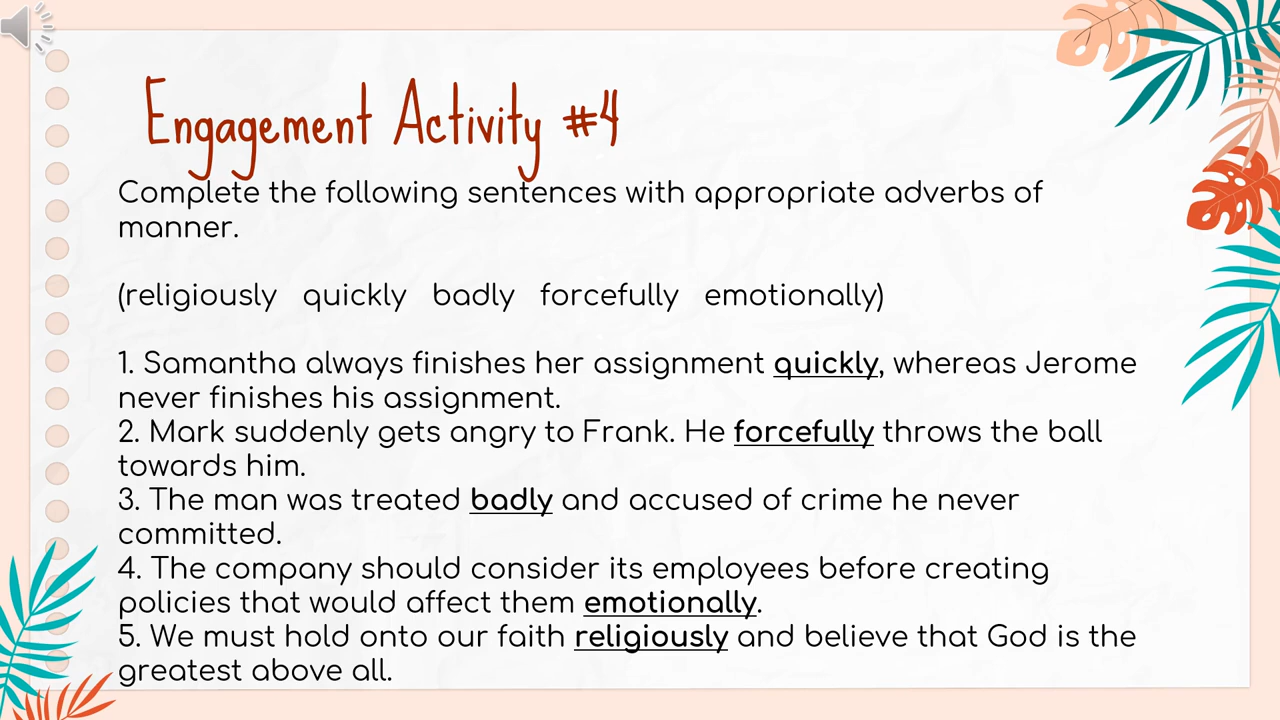 Engagement Activity #4
Complete the following sentences with appropriate adverbs of
manner.
(religiously quickly badly forcefully emotionally)
1. Samantha always finishes her assignment quickly, whereas Jerome
never finishes his assignment.
2. Mark suddenly gets angry to Frank. He forcefully throws the ball
towards him.
3. The man was treated badly and accused of crime he never
committed.
4. The company should consider its employees before creating
policies that would affect them emotionally.
5. We must hold onto our faith religiously and believe that God is the
greatest above all.